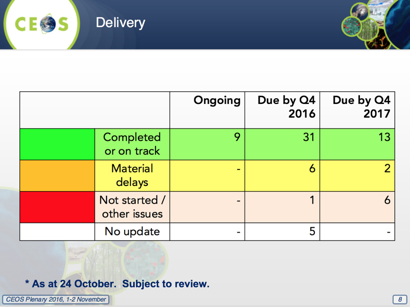 CEOS
Delivery
Ongoing Due by Q4 2016 Due by Q4 2017
Completed or on track 9 31 13
Material delays - 6 2
Not started / other issues - 1 6
No update - 5 -
* As at 24 October.  Subject to review.
CEOS Plenary 2016, 1-2 November
8